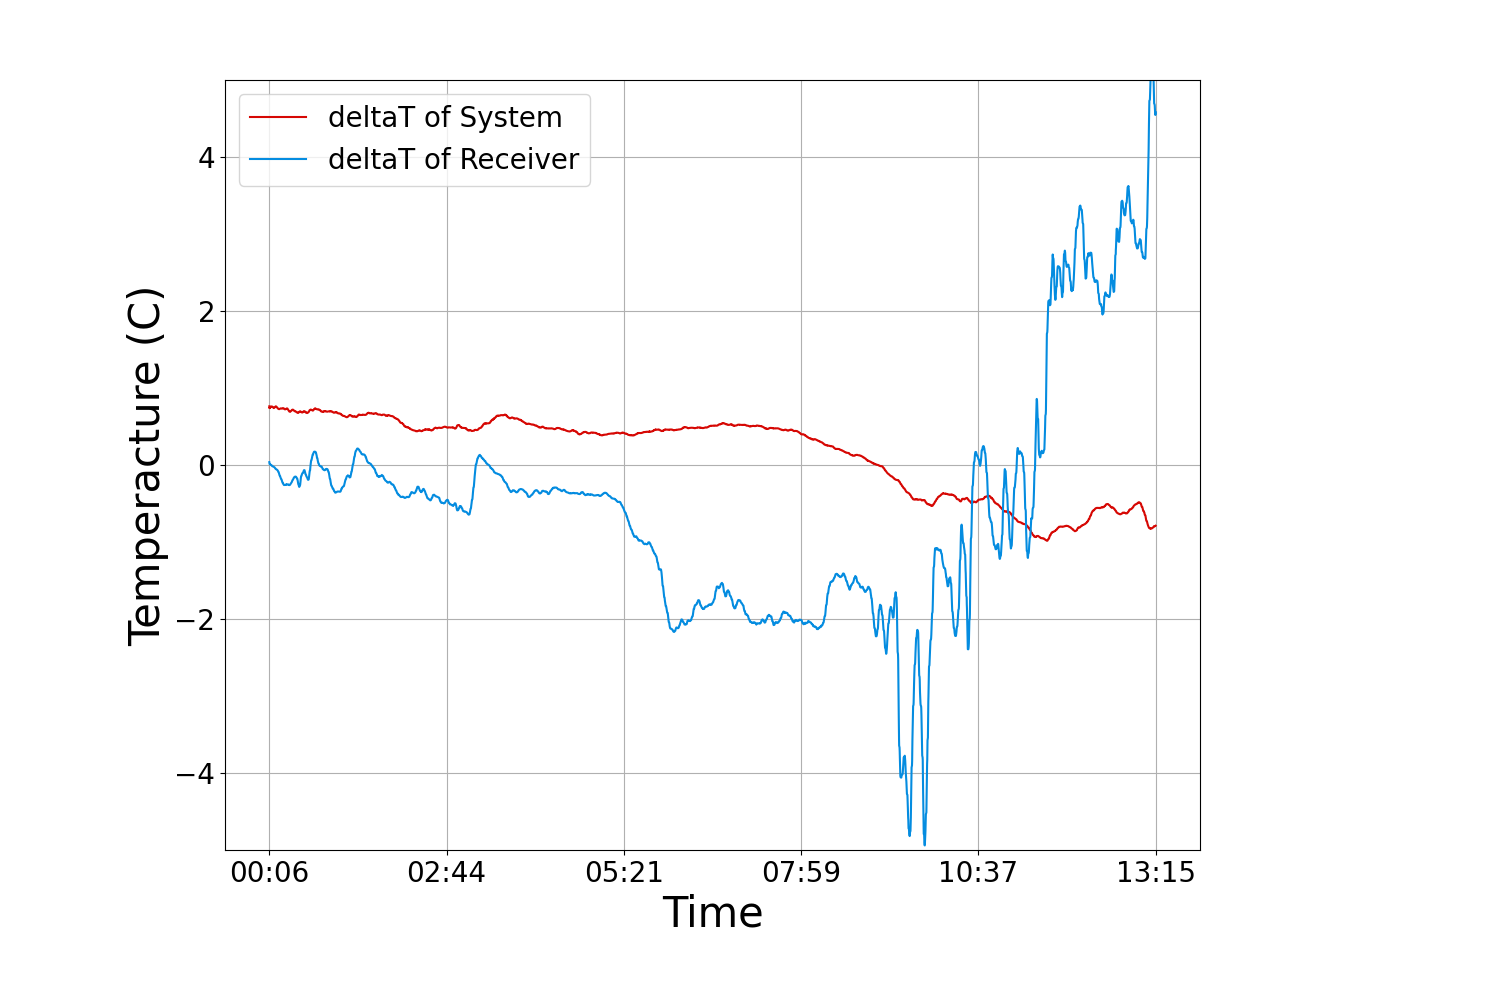 deltaT of System
deltaT of Receiver
4
2
0
−2
−4
Temperacture (C)
00:06 02:44 05:21 07:59 10:37 13:15
Time